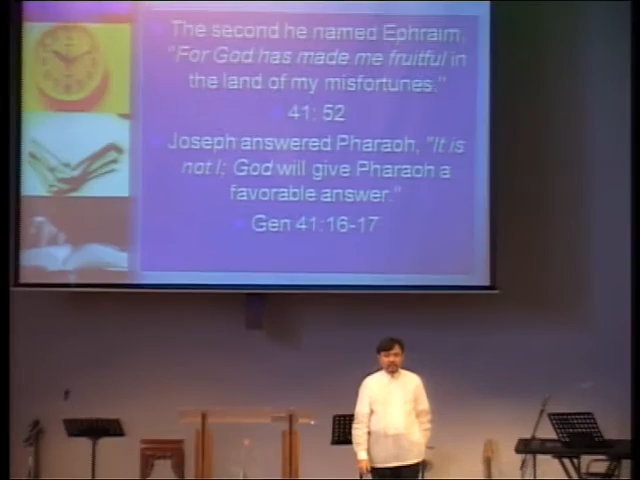 The second he named Ephraim,
"For God has made me fruitful in
the land of my misfortunes."
41: 52
Joseph answered Pharaoh, "It is
not I; God will give Pharaoh a
favorable answer."
Gen 41:16-17